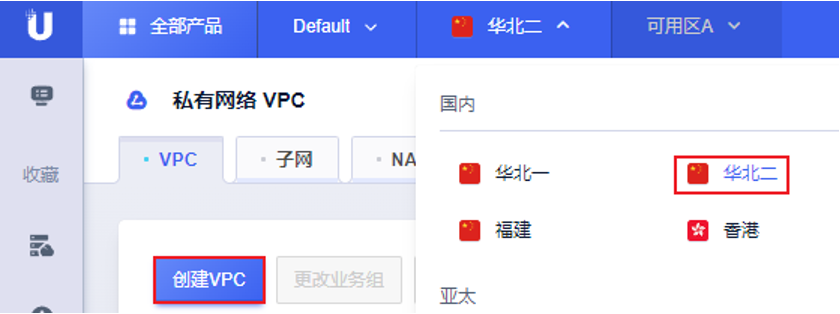 全部产品
Default
华北二
可用区A
私有网络 VPC
国内
收藏
VPC
子网
NA
华北一
华北二
福建
香港
创建VPC
更改业务组
亚太